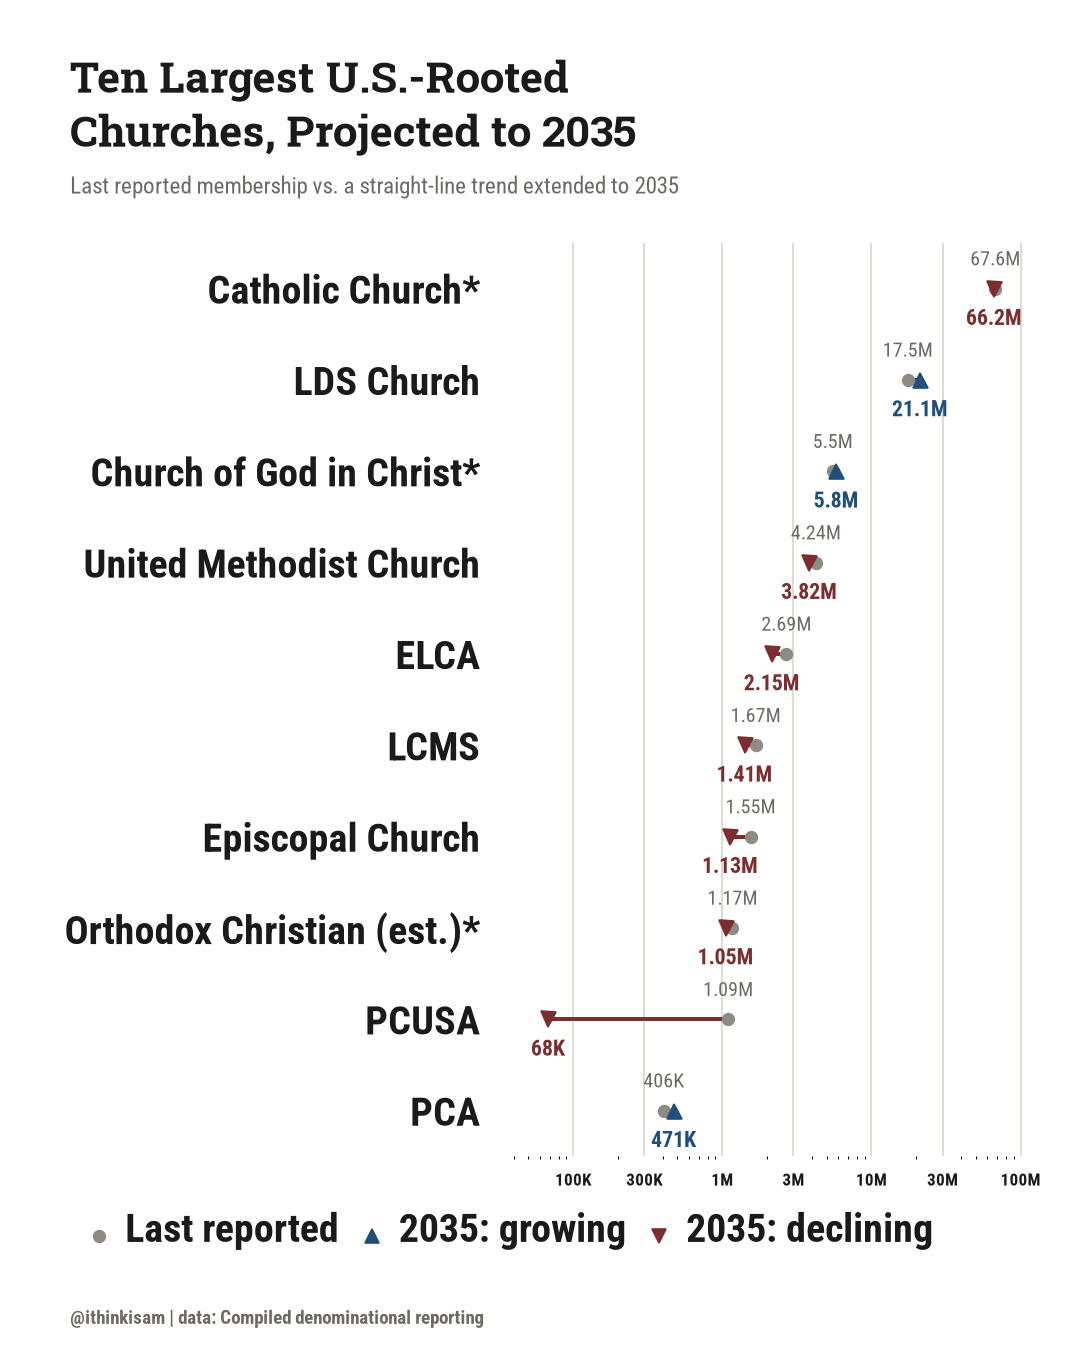 Ten Largest U.S.-Rooted
Churches, Projected to 2035
Last reported membership vs. a straight-line trend extended to 2035
67.6M
Catholic Church*
66.2M
17.5M
LDS Church
21.1M
5.5M
Church of God in Christ*
5.8M
4.24M
United Methodist Church
3.82M
2.69M
ELCA
2.15M
1.67M
LCMS
1.41M
1.55M
Episcopal Church
1.13M
1.17M
Orthodox Christian (est.)*
1.05M
1.09M
PCUSA
68K
406K
PCA
471K
100K 300K 1M 3M 10M 30M 100M
Last reported 2035: growing 2035: declining
@ithinkisam | data: Compiled denominational reporting